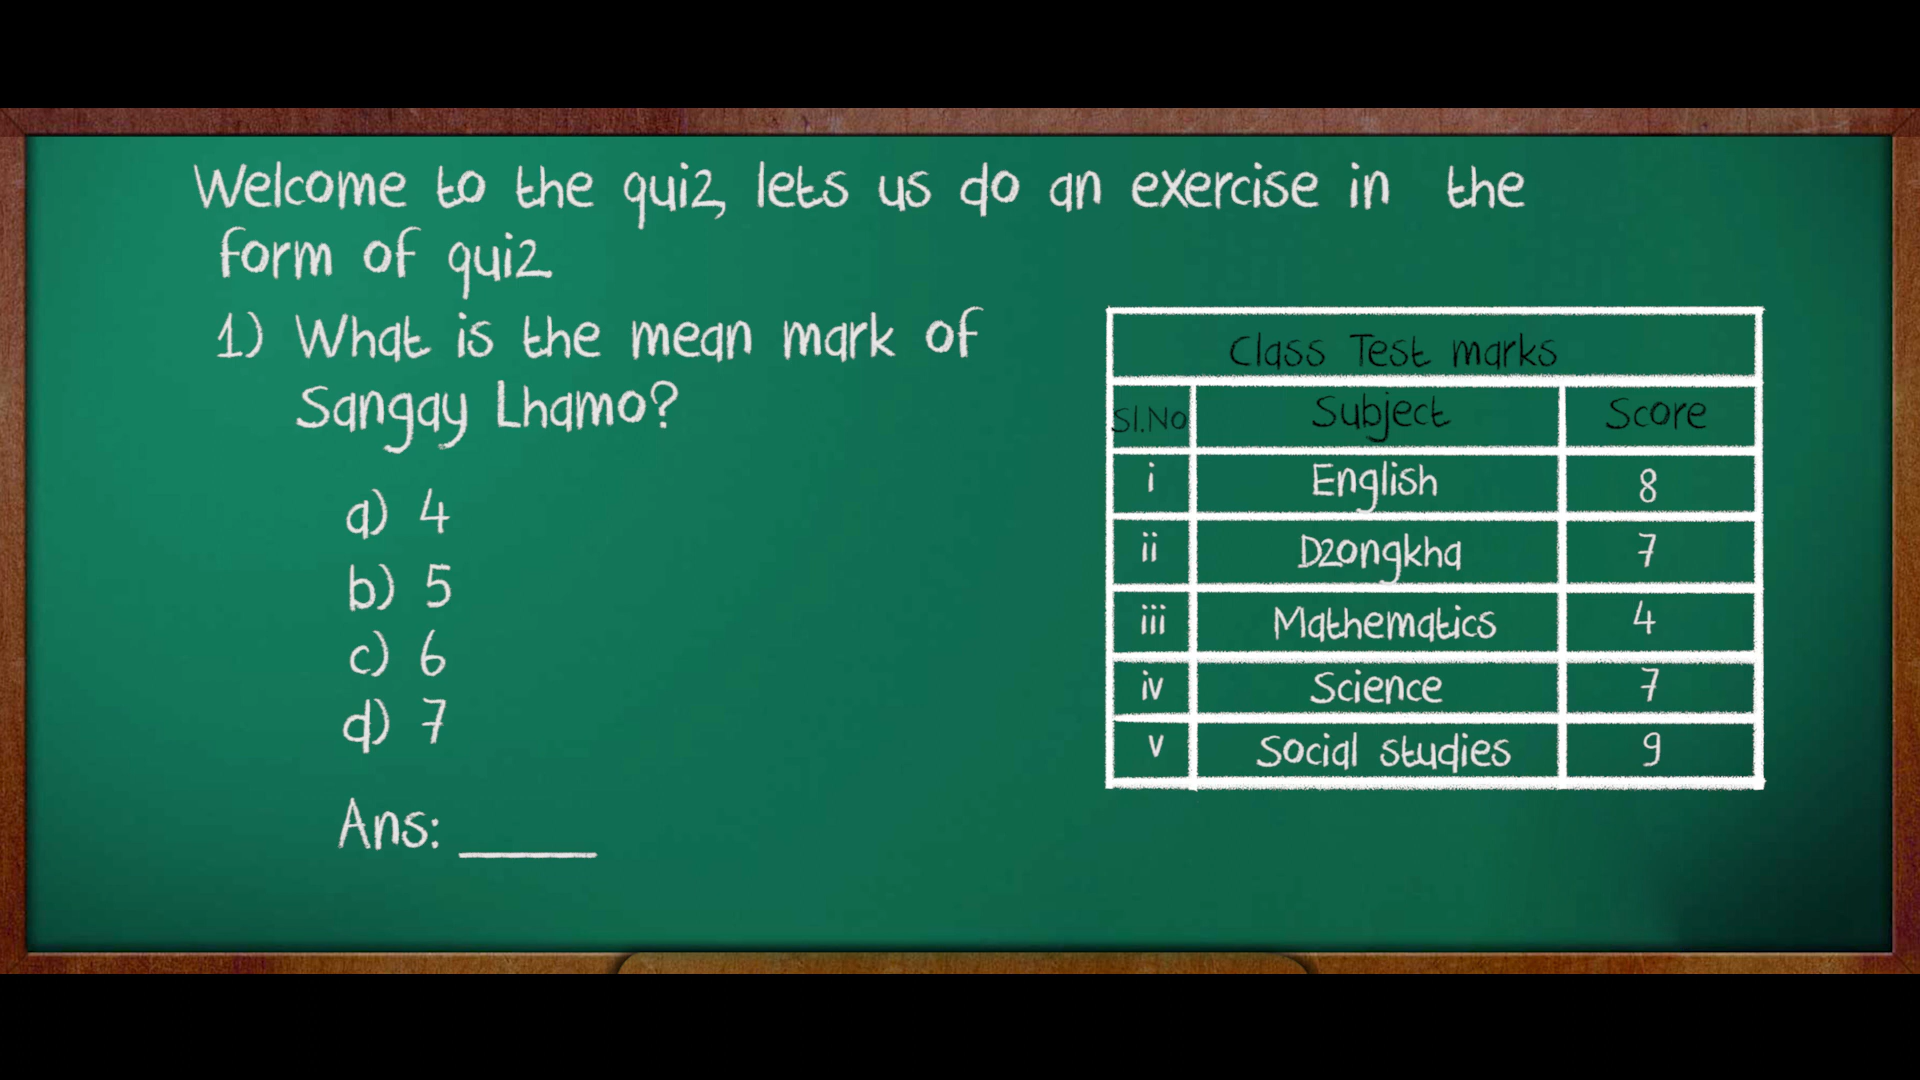 Welcome to the quiz, lets us do an exercise in the
form of quiz
1) What is the mean mark of
Sangay Lhamo?
a) 4
b) 5
c) 6
d) 7
Ans: _____
Class Test marks
Sl.No Subject Score
i English 8
ii Dzongkha 7
iii Mathematics 4
iv Science 7
v Social studies 9